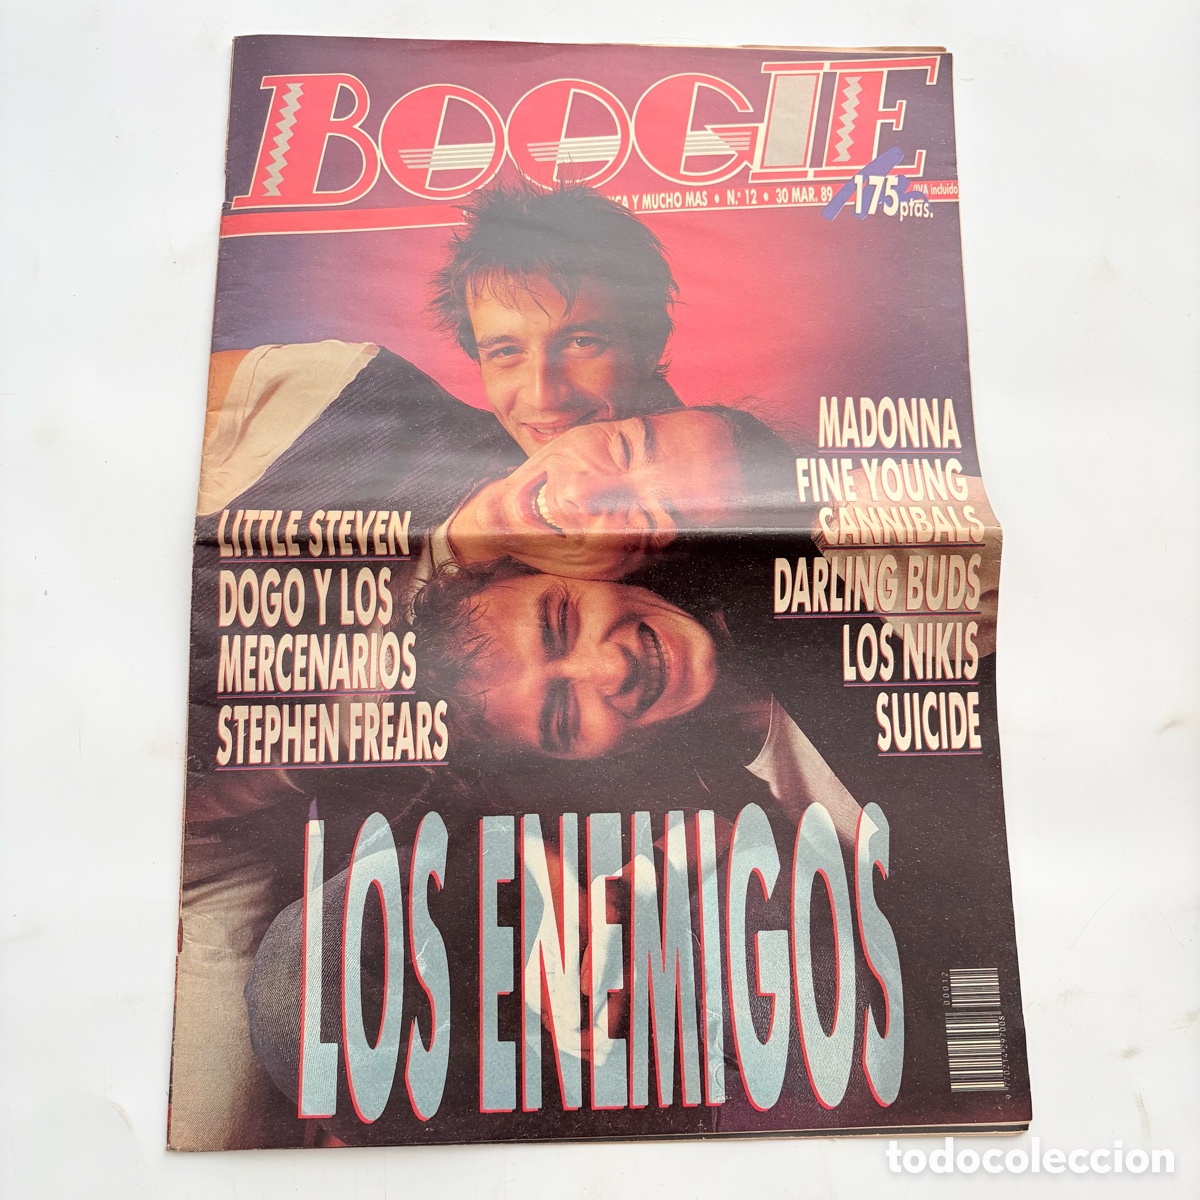 BOOGIE
Y MUCHO MAS • N.º 12 • 30 MAR. 89
175 ptas.
IVA incluido
MADONNA
FINE YOUNG
CANNIBALS
DARLING BUDS
LOS NIKIS
SUICIDE
LITTLE STEVEN
DOGO Y LOS
MERCENARIOS
STEPHEN FREARS
LOS ENEMIGOS
00012
todocoleccion